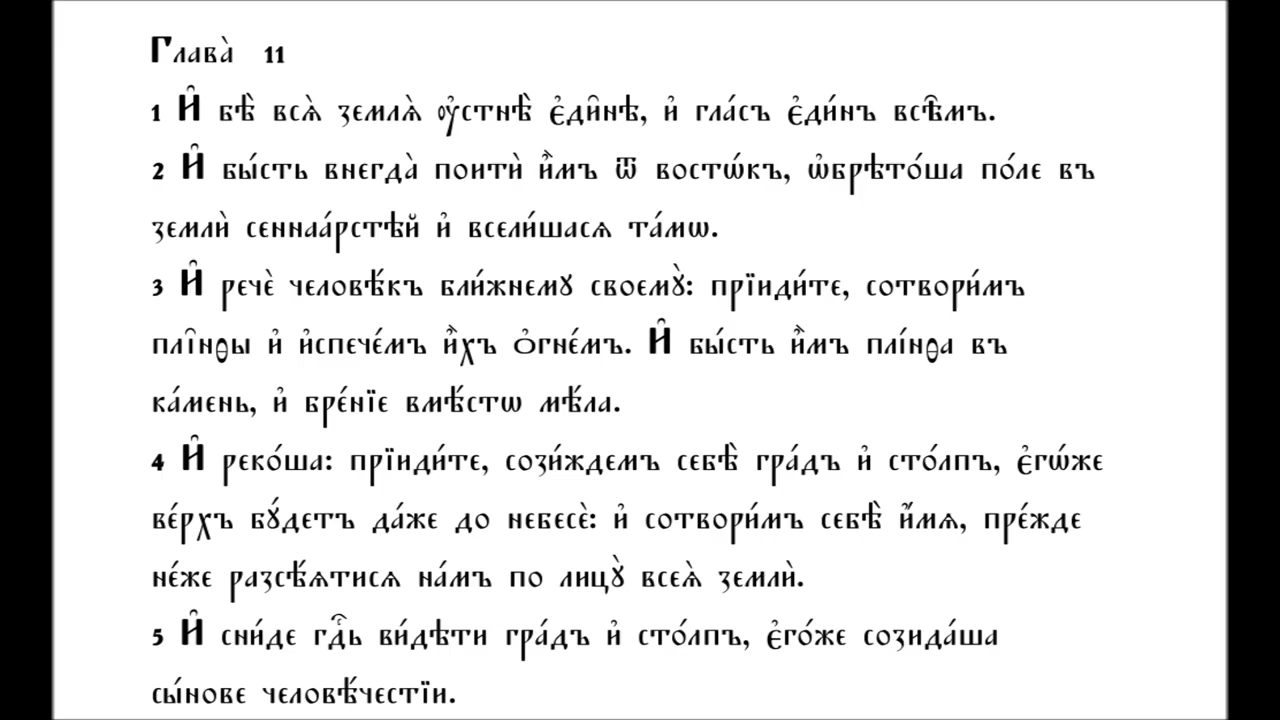 Глава̀ 11
1 И҆̑ бѣ̀ всѧ̀ землѧ̀ ᲂу҆стнѣ̀ є҆ди̑нѣ, и҆ гла́съ є҆ди́нъ всѣ̑мъ.
2 И҆̑ бы́сть внегда̀ поитѝ и҆̀мъ ѿ восто́̑къ, ѡ҆брѣто́ша по́ле въ
землѝ сеннаа́рстѣй и҆ всели́шасѧ та́мѡ.
3 И҆̑ речѐ человѣ́къ бли́жнемꙋ своемꙋ̀: прїиди́те, сотвори́мъ
плі̑нѳы и҆ и҆спече́мъ и҆̀хъ ѻ҆гне́мъ. И҆̑ бы́сть и҆̀мъ плі́нѳа въ
ка́мень, и҆ бре́нїе вмѣ́стѡ мѣ́ла.
4 И҆̑ реко́ша: прїиди́те, сози́ждемъ себѣ̀ гра́дъ и҆ сто́лпъ, є҆гѡ́же
ве́рхъ бꙋ́детъ да́же до небесѐ: и҆ сотвори́мъ себѣ̀ и҆́мѧ, пре́жде
не́же разсѣ́ѧтисѧ на́мъ по лицꙋ̀ всеѧ̀ землѝ.
5 И҆̑ сни́де гдⷭ҇ь ви́дѣти гра́дъ и҆ сто́лпъ, є҆го́же созида́ша
сы́нове человѣ́честїи.